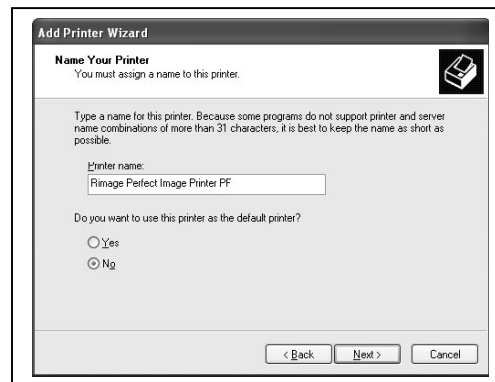 Add Printer Wizard
Name Your Printer
You must assign a name to this printer.
Type a name for this printer. Because some programs do not support printer and server
name combinations of more than 31 characters, it is best to keep the name as short as
possible.
Printer name:
Rimage Perfect Image Printer PF
Do you want to use this printer as the default printer?
Yes
No
< Back
Next >
Cancel